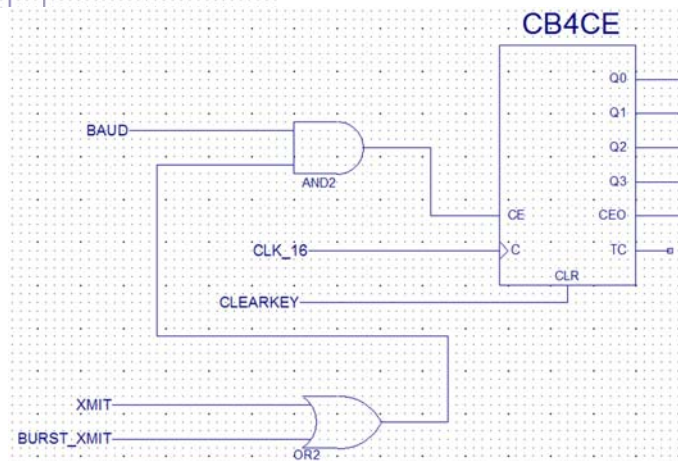 CB4CE
Q0
Q1
BAUD
Q2
AND2
Q3
CE CEO
CLK_16 C TC
CLR
CLEARKEY
XMIT
BURST_XMIT
OR2